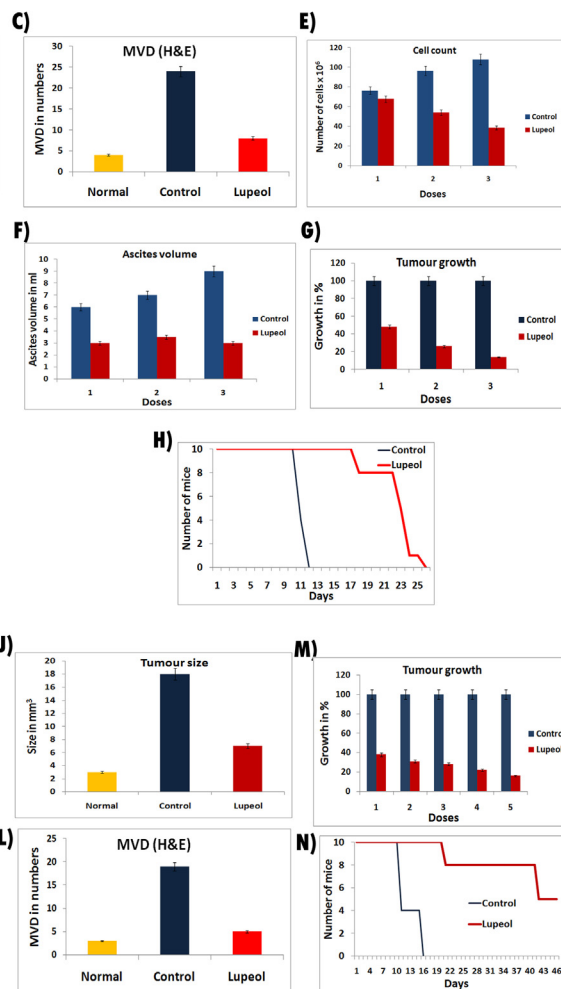 C)
MVD (H&E)
MVD in numbers
30
25
20
15
10
5
0
Normal Control Lupeol
E)
Cell count
Number of cells x 10⁶
120
100
80
60
40
20
0
1 2 3
Doses
Control
Lupeol
F)
Ascites volume
Ascites volume in ml
10
9
8
7
6
5
4
3
2
1
0
1 2 3
Doses
Control
Lupeol
G)
Tumour growth
Growth in %
120
100
80
60
40
20
0
1 2 3
Doses
Control
Lupeol
H)
Number of mice
10
8
6
4
2
0
1 3 5 7 9 11 13 15 17 19 21 23 25
Days
Control
Lupeol
J)
Tumour size
Size in mm³
20
18
16
14
12
10
8
6
4
2
0
Normal Control Lupeol
M)
Tumour growth
Growth in %
120
100
80
60
40
20
0
1 2 3 4 5
Doses
Control
Lupeol
L)
MVD (H&E)
MVD in numbers
25
20
15
10
5
0
Normal Control Lupeol
N)
Number of mice
10
8
6
4
2
0
1 4 7 10 13 16 19 22 25 28 31 34 37 40 43 46
Days
Control
Lupeol